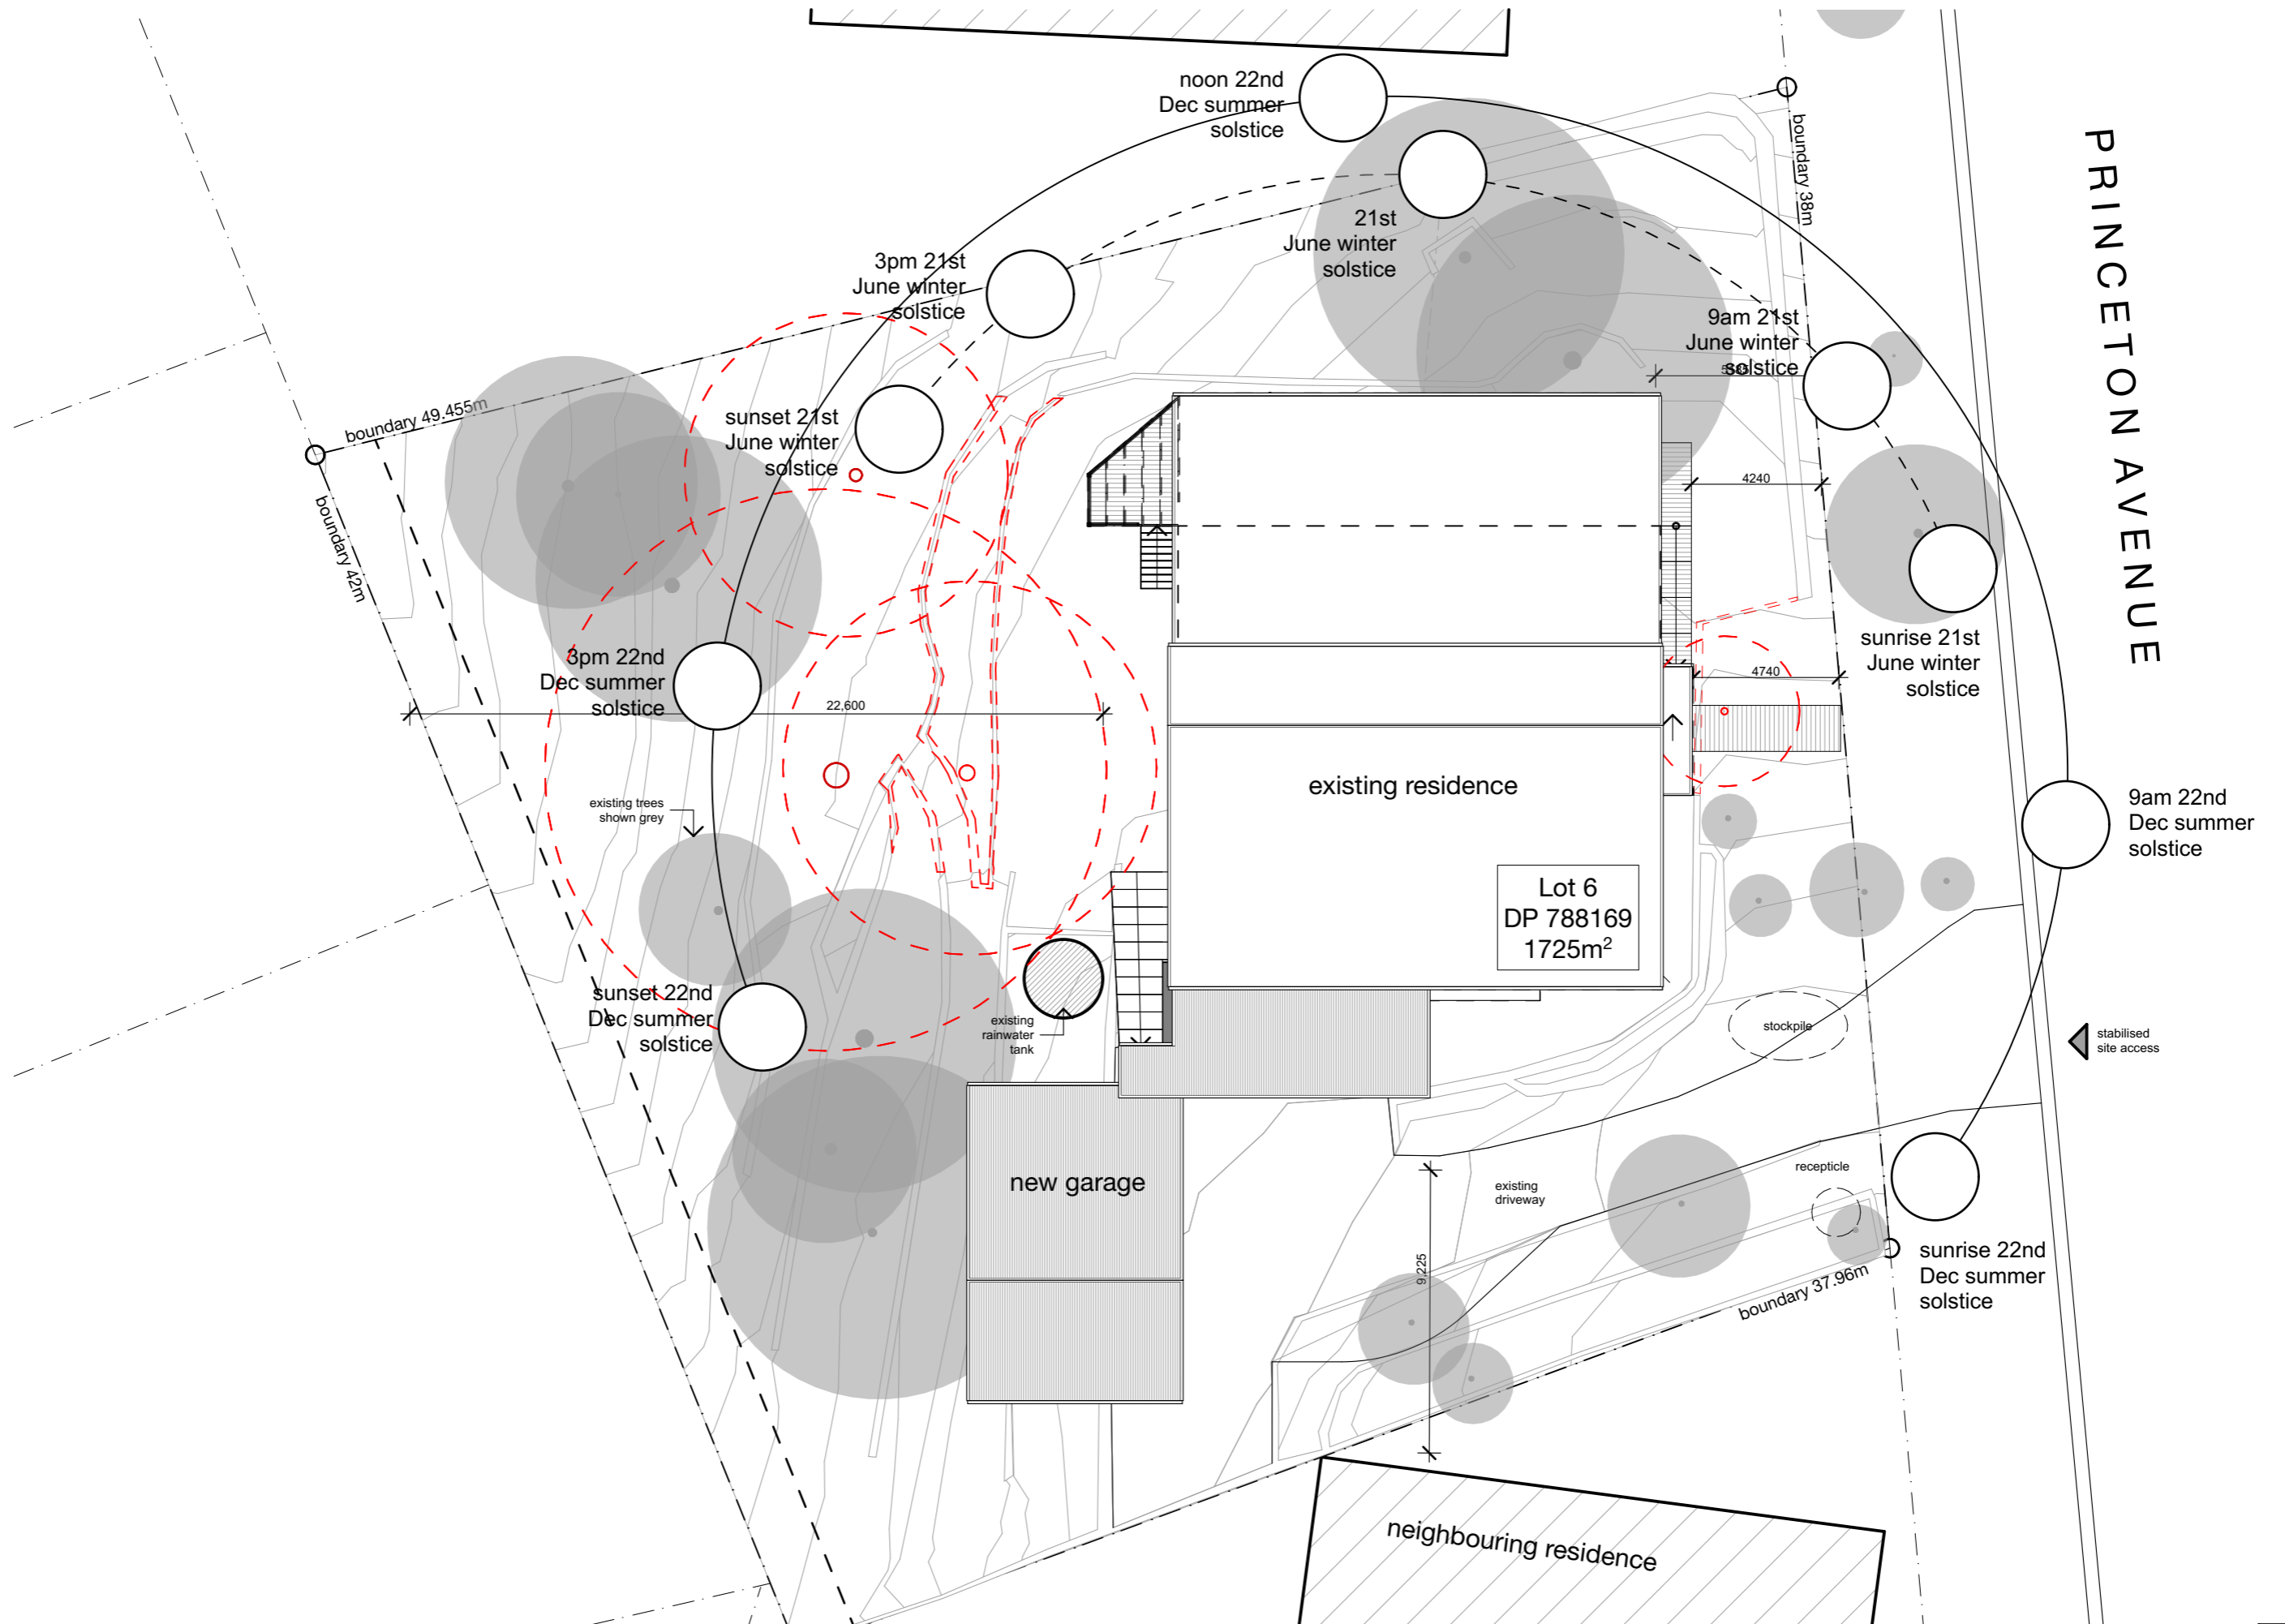 noon 22nd
Dec summer
solstice
21st
June winter
solstice
3pm 21st
June winter
solstice
boundary 38m
PRINCETON AVENUE
9am 21st
June winter
solstice
boundary 49.455m
sunset 21st
June winter
solstice
boundary 42m
4240
sunrise 21st
June winter
solstice
3pm 22nd
Dec summer
solstice
4740
22,600
existing residence
existing trees
shown grey
9am 22nd
Dec summer
solstice
Lot 6
DP 788169
1725m²
sunset 22nd
Dec summer
solstice
existing
rainwater
tank
stockpile
stabilised
site access
new garage
existing
driveway
recepticle
9,225
boundary 37.96m
sunrise 22nd
Dec summer
solstice
neighbouring residence